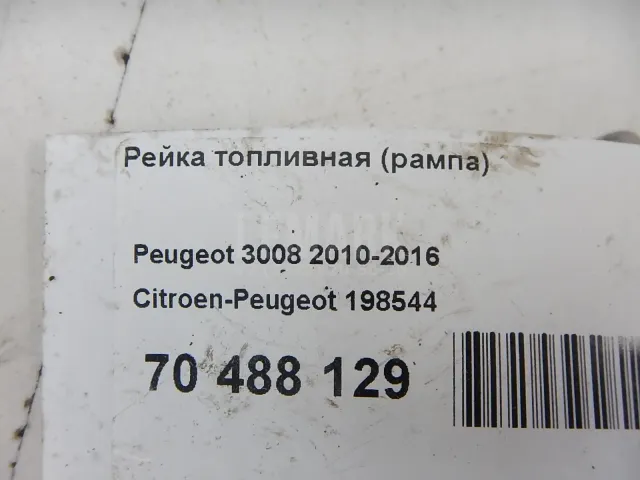 Рейка топливная (рампа)
Peugeot 3008 2010-2016
Citroen-Peugeot 198544
70 488 129